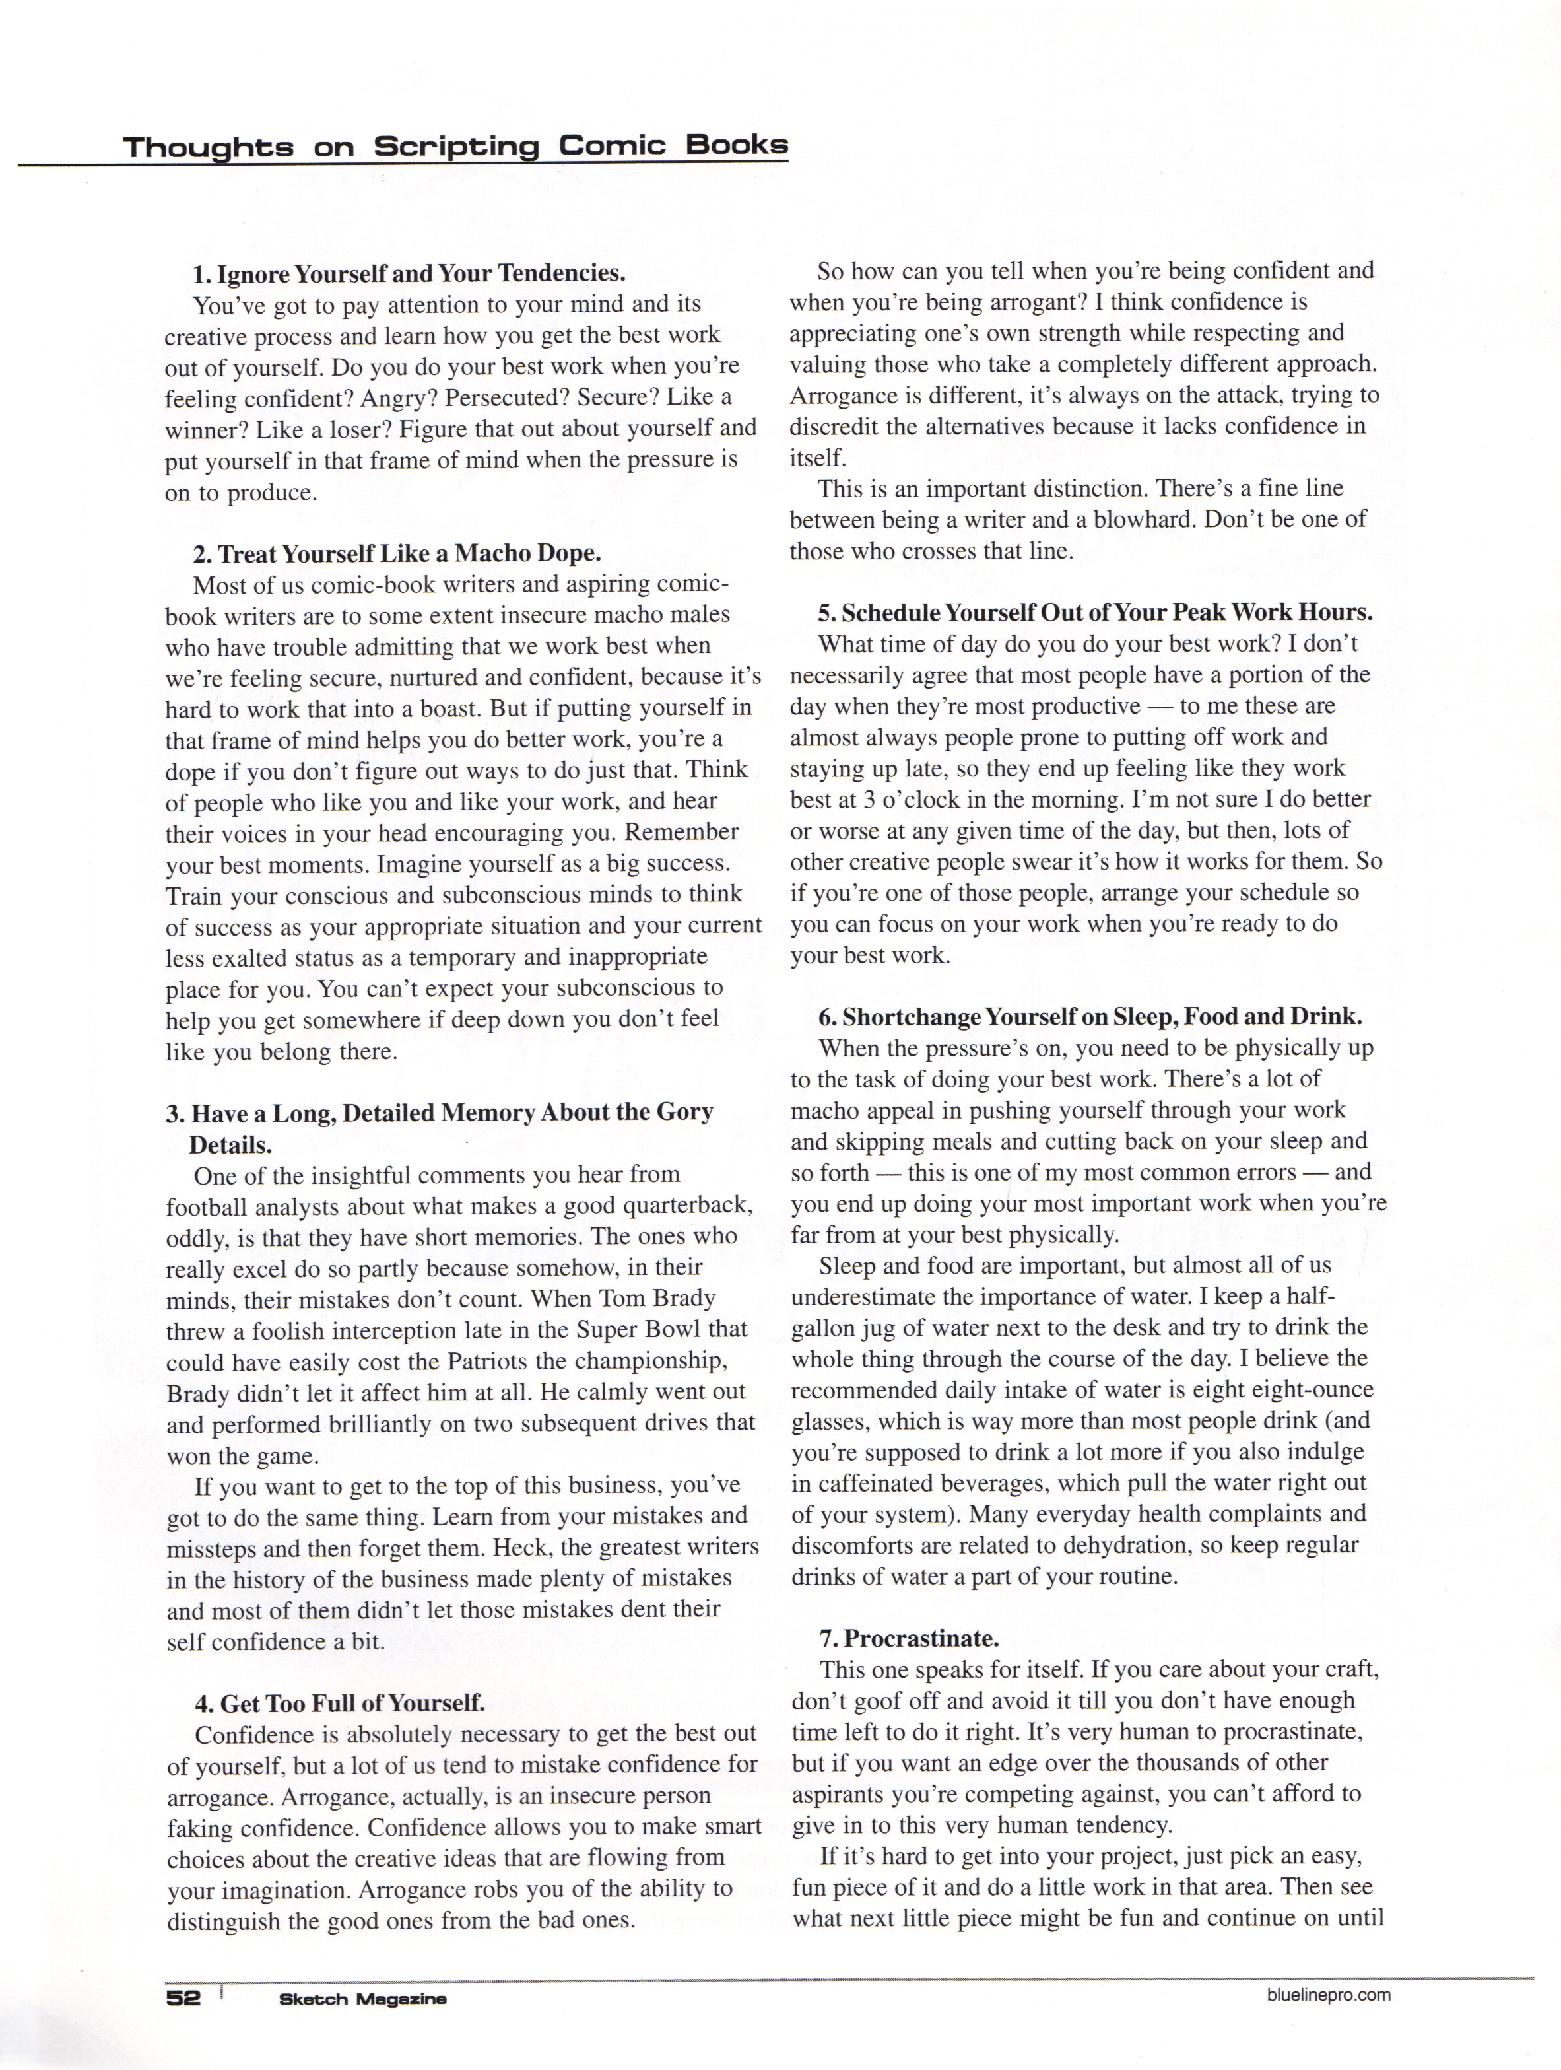 Thoughts on Scripting Comic Books
1. Ignore Yourself and Your Tendencies.
You've got to pay attention to your mind and its
creative process and learn how you get the best work
out of yourself. Do you do your best work when you're
feeling confident? Angry? Persecuted? Secure? Like a
winner? Like a loser? Figure that out about yourself and
put yourself in that frame of mind when the pressure is
on to produce.
2. Treat Yourself Like a Macho Dope.
Most of us comic-book writers and aspiring comic-
book writers are to some extent insecure macho males
who have trouble admitting that we work best when
we're feeling secure, nurtured and confident, because it's
hard to work that into a boast. But if putting yourself in
that frame of mind helps you do better work, you're a
dope if you don't figure out ways to do just that. Think
of people who like you and like your work, and hear
their voices in your head encouraging you. Remember
your best moments. Imagine yourself as a big success.
Train your conscious and subconscious minds to think
of success as your appropriate situation and your current
less exalted status as a temporary and inappropriate
place for you. You can't expect your subconscious to
help you get somewhere if deep down you don't feel
like you belong there.
3. Have a Long, Detailed Memory About the Gory
Details.
One of the insightful comments you hear from
football analysts about what makes a good quarterback,
oddly, is that they have short memories. The ones who
really excel do so partly because somehow, in their
minds, their mistakes don't count. When Tom Brady
threw a foolish interception late in the Super Bowl that
could have easily cost the Patriots the championship,
Brady didn't let it affect him at all. He calmly went out
and performed brilliantly on two subsequent drives that
won the game.
If you want to get to the top of this business, you've
got to do the same thing. Learn from your mistakes and
missteps and then forget them. Heck, the greatest writers
in the history of the business made plenty of mistakes
and most of them didn't let those mistakes dent their
self confidence a bit.
4. Get Too Full of Yourself.
Confidence is absolutely necessary to get the best out
of yourself, but a lot of us tend to mistake confidence for
arrogance. Arrogance, actually, is an insecure person
faking confidence. Confidence allows you to make smart
choices about the creative ideas that are flowing from
your imagination. Arrogance robs you of the ability to
distinguish the good ones from the bad ones.
So how can you tell when you're being confident and
when you're being arrogant? I think confidence is
appreciating one's own strength while respecting and
valuing those who take a completely different approach.
Arrogance is different, it's always on the attack, trying to
discredit the alternatives because it lacks confidence in
itself.
This is an important distinction. There's a fine line
between being a writer and a blowhard. Don't be one of
those who crosses that line.
5. Schedule Yourself Out of Your Peak Work Hours.
What time of day do you do your best work? I don't
necessarily agree that most people have a portion of the
day when they're most productive — to me these are
almost always people prone to putting off work and
staying up late, so they end up feeling like they work
best at 3 o'clock in the morning. I'm not sure I do better
or worse at any given time of the day, but then, lots of
other creative people swear it's how it works for them. So
if you're one of those people, arrange your schedule so
you can focus on your work when you're ready to do
your best work.
6. Shortchange Yourself on Sleep, Food and Drink.
When the pressure's on, you need to be physically up
to the task of doing your best work. There's a lot of
macho appeal in pushing yourself through your work
and skipping meals and cutting back on your sleep and
so forth — this is one of my most common errors — and
you end up doing your most important work when you're
far from at your best physically.
Sleep and food are important, but almost all of us
underestimate the importance of water. I keep a half-
gallon jug of water next to the desk and try to drink the
whole thing through the course of the day. I believe the
recommended daily intake of water is eight eight-ounce
glasses, which is way more than most people drink (and
you're supposed to drink a lot more if you also indulge
in caffeinated beverages, which pull the water right out
of your system). Many everyday health complaints and
discomforts are related to dehydration, so keep regular
drinks of water a part of your routine.
7. Procrastinate.
This one speaks for itself. If you care about your craft,
don't goof off and avoid it till you don't have enough
time left to do it right. It's very human to procrastinate,
but if you want an edge over the thousands of other
aspirants you're competing against, you can't afford to
give in to this very human tendency.
If it's hard to get into your project, just pick an easy,
fun piece of it and do a little work in that area. Then see
what next little piece might be fun and continue on until
52 Sketch Magazine
bluelinepro.com